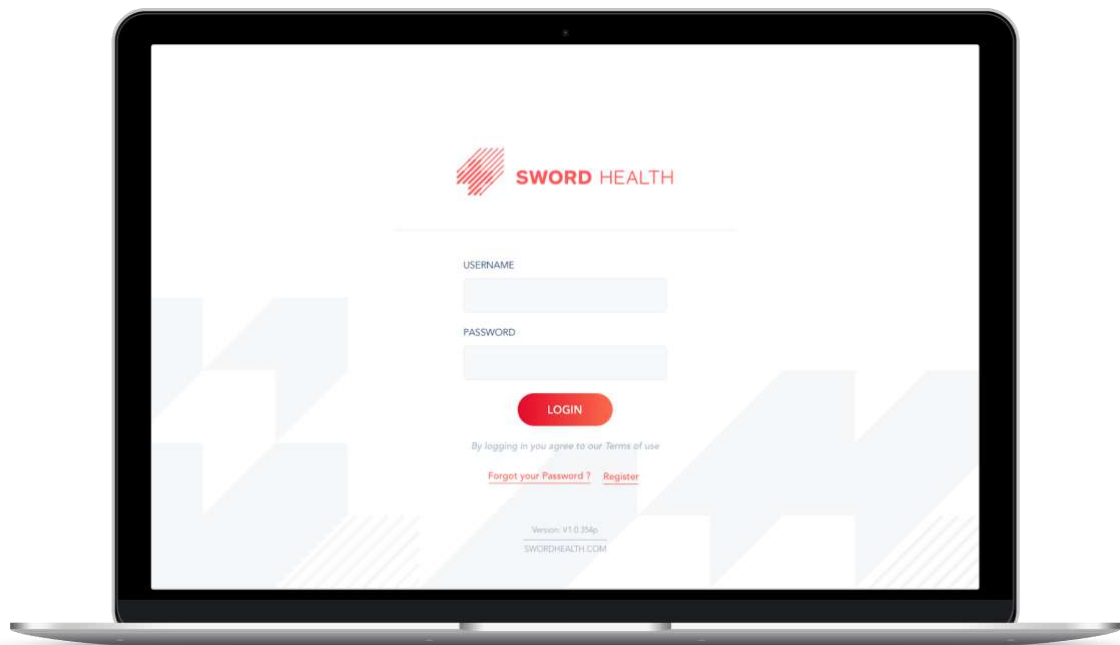 SWORD HEALTH
USERNAME
PASSWORD
LOGIN
By logging in you agree to our Terms of use
Forgot your Password ? Register
Version: V1.0.354p
SWORDHEALTH.COM